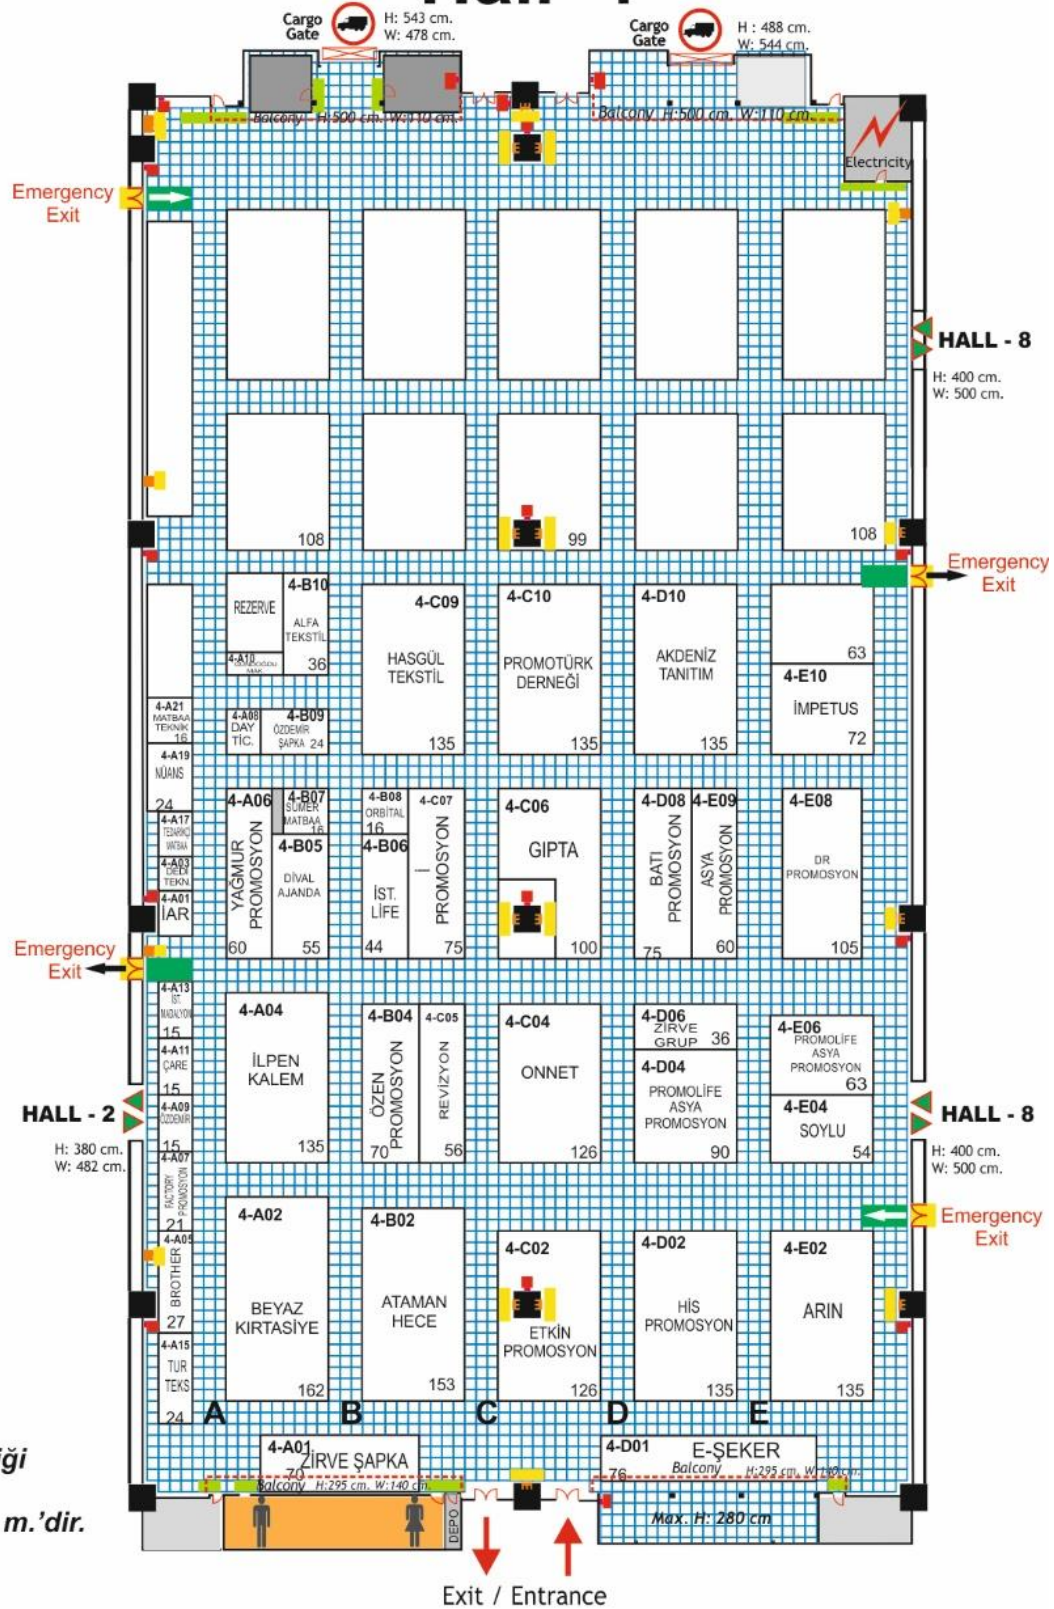 Cargo
Gate
H: 543 cm.
W: 478 cm.
Cargo
Gate
H : 488 cm.
W: 544 cm.
Balcony H:500 cm. W:110 cm.
Balcony H:500 cm. W:110 cm.
Electricity
Emergency
Exit
HALL - 8
H: 400 cm.
W: 500 cm.
108
99
108
Emergency
Exit
REZERVE
4-B10
ALFA
TEKSTİL
36
4-A10
4-C09
HASGÜL
TEKSTİL
135
4-C10
PROMOTÜRK
DERNEĞİ
135
4-D10
AKDENİZ
TANITIM
135
63
4-E10
İMPETUS
72
4-A21
MATBAA
TEKNİK
16
4-A08
DAY
TİC.
4-B09
ÖZDEMİR
ŞAPKA 24
4-A19
NÜANS
24
4-A17
TEDARİKÇİ
MATBAA
4-A03
DEDİ
TEKN.
4-A01
İAR
4-A06
YAĞMUR
PROMOSYON
60
4-B07
SÜMER
MATBAA
16
4-B05
DİVAL
AJANDA
55
4-B08
ORBİTAL
16
4-B06
İST.
LİFE
44
4-C07
İ PROMOSYON
75
4-C06
GIPTA
100
4-D08
BATI
PROMOSYON
75
4-E09
ASYA
PROMOSYON
60
4-E08
DR
PROMOSYON
105
Emergency
Exit
4-A13
İST.
MADALYON
15
4-A11
ÇARE
15
4-A09
ÖZDEMİR
15
4-A07
FACTORY
PROMOSYON
21
4-A05
BROTHER
27
4-A15
TUR
TEKS
24
4-A04
İLPEN
KALEM
135
4-B04
ÖZEN
PROMOSYON
70
4-C05
REVİZYON
56
4-C04
ONNET
126
4-D06
ZİRVE
GRUP 36
4-D04
PROMOLİFE
ASYA
PROMOSYON
90
4-E06
PROMOLİFE
ASYA
PROMOSYON
63
4-E04
SOYLU
54
HALL - 2
H: 380 cm.
W: 482 cm.
HALL - 8
H: 400 cm.
W: 500 cm.
Emergency
Exit
4-A02
BEYAZ
KIRTASİYE
162
4-B02
ATAMAN
HECE
153
4-C02
ETKİN
PROMOSYON
126
4-D02
HİS
PROMOSYON
135
4-E02
ARIN
135
A B C D E
4-A01
ZİRVE ŞAPKA
70
Balcony H:295 cm. W:140 cm.
4-D01
E-ŞEKER
76
Balcony H:295 cm. W:140 cm.
iği
m.'dir.
DEPO
Max. H: 280 cm
Exit / Entrance